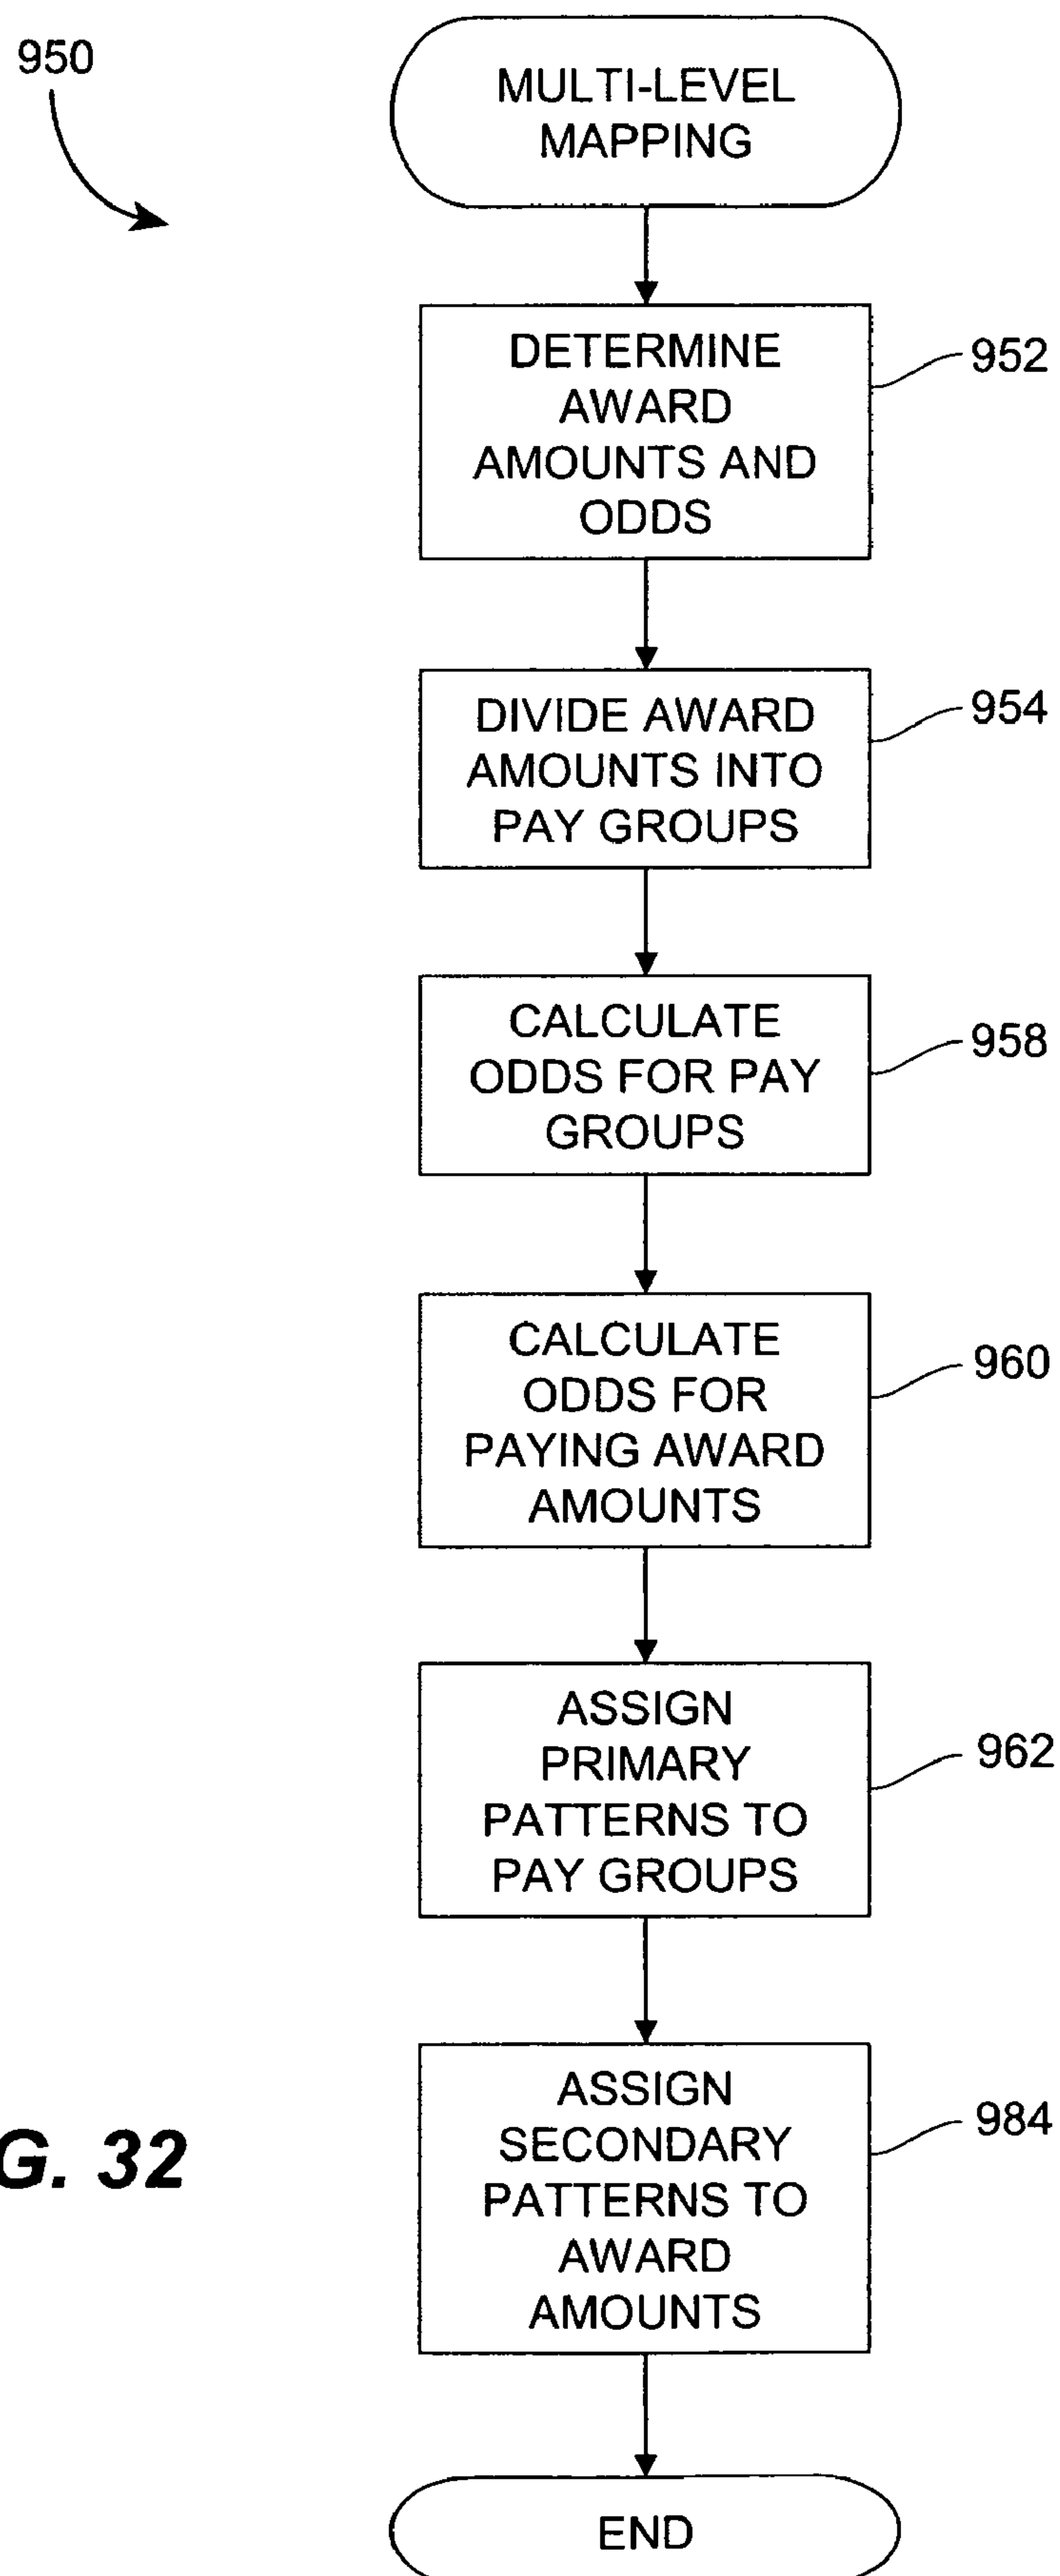 950
MULTI-LEVEL
MAPPING
DETERMINE
AWARD
AMOUNTS AND
ODDS
952
DIVIDE AWARD
AMOUNTS INTO
PAY GROUPS
954
CALCULATE
ODDS FOR PAY
GROUPS
958
CALCULATE
ODDS FOR
PAYING AWARD
AMOUNTS
960
ASSIGN
PRIMARY
PATTERNS TO
PAY GROUPS
962
ASSIGN
SECONDARY
PATTERNS TO
AWARD
AMOUNTS
984
G. 32
END